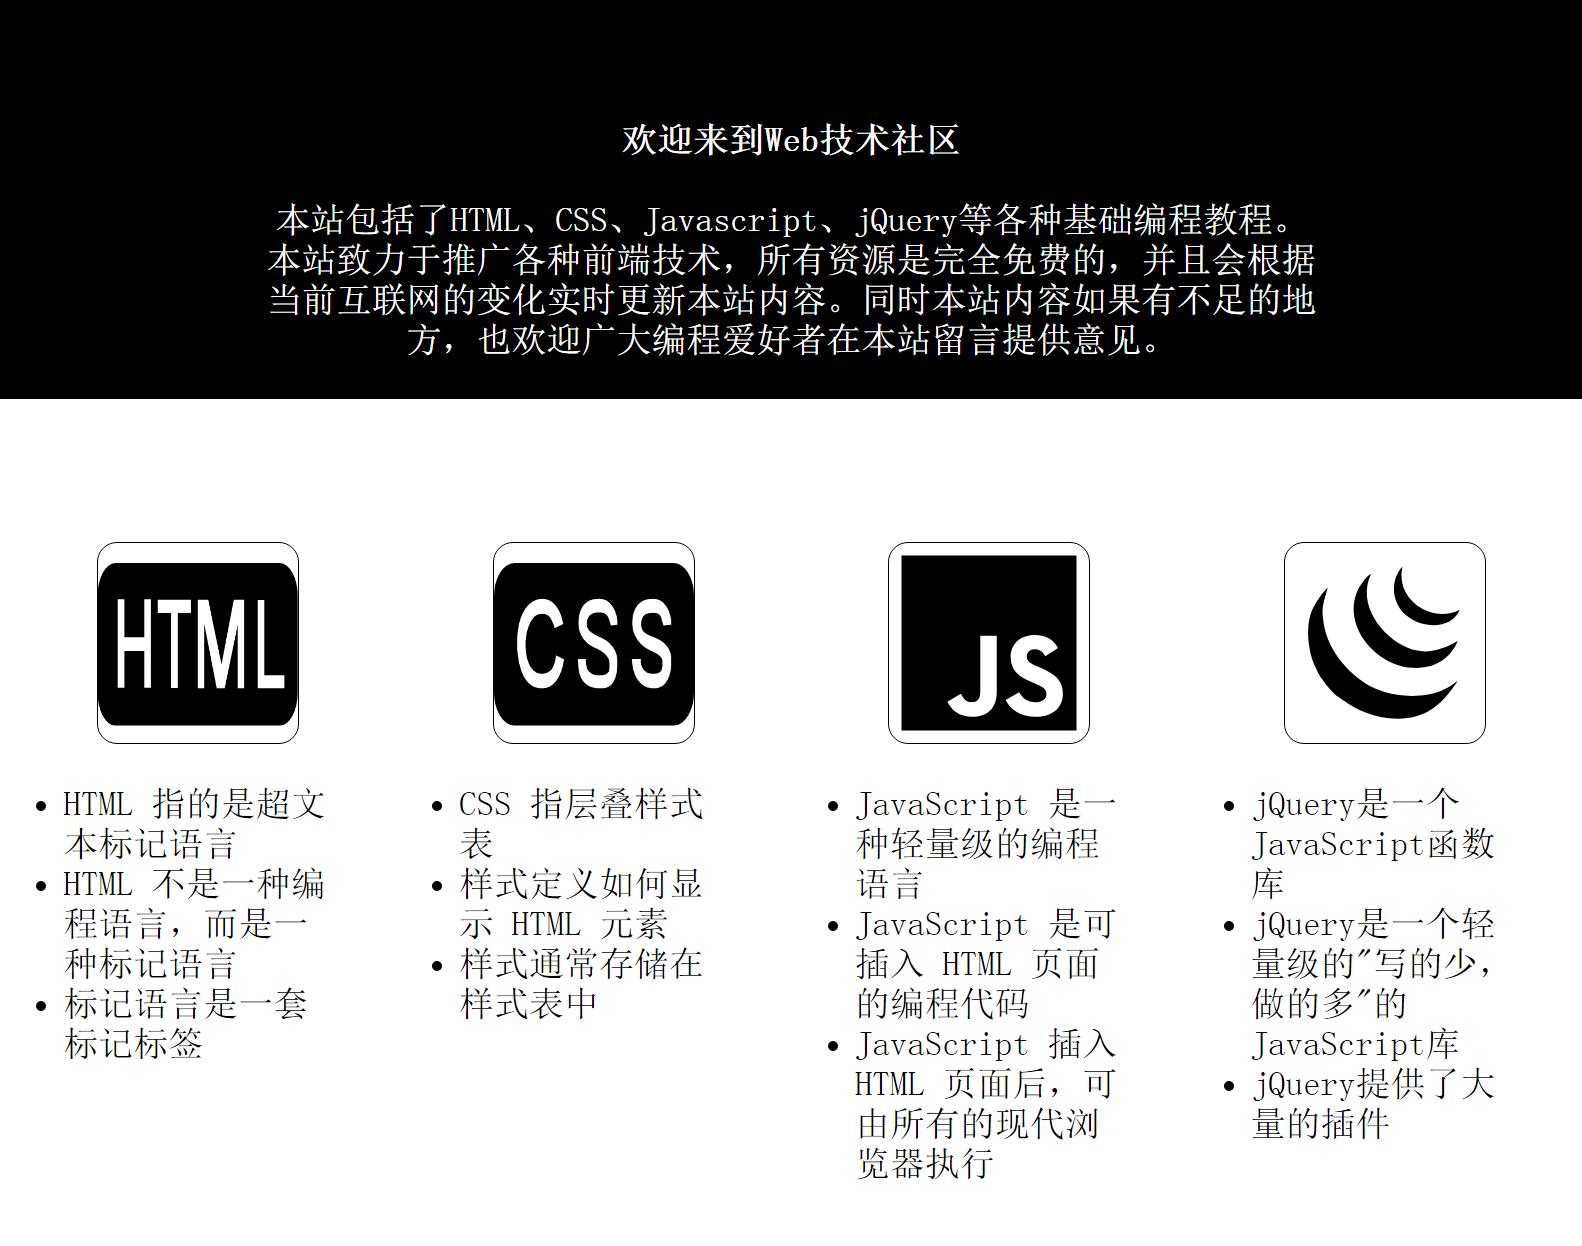 欢迎来到Web技术社区
本站包括了HTML、CSS、Javascript、jQuery等各种基础编程教程。
本站致力于推广各种前端技术，所有资源是完全免费的，并且会根据
当前互联网的变化实时更新本站内容。同时本站内容如果有不足的地
方，也欢迎广大编程爱好者在本站留言提供意见。
HTML
HTML 指的是超文
本标记语言
HTML 不是一种编
程语言，而是一
种标记语言
标记语言是一套
标记标签
CSS
CSS 指层叠样式
表
样式定义如何显
示 HTML 元素
样式通常存储在
样式表中
JS
JavaScript 是一
种轻量级的编程
语言
JavaScript 是可
插入 HTML 页面
的编程代码
JavaScript 插入
HTML 页面后，可
由所有的现代浏
览器执行
jQuery是一个
JavaScript函数
库
jQuery是一个轻
量级的"写的少，
做的多"的
JavaScript库
jQuery提供了大
量的插件